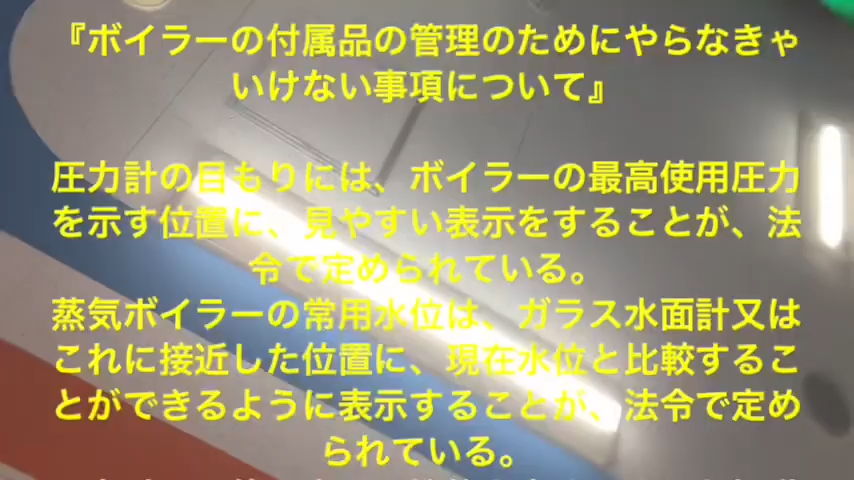 『ボイラーの付属品の管理のためにやらなきゃ
いけない事項について』
圧力計の目もりには、ボイラーの最高使用圧力
を示す位置に、見やすい表示をすることが、法
令で定められている。
蒸気ボイラーの常用水位は、ガラス水面計又は
これに接近した位置に、現在水位と比較するこ
とができるように表示することが、法令で定め
られている。